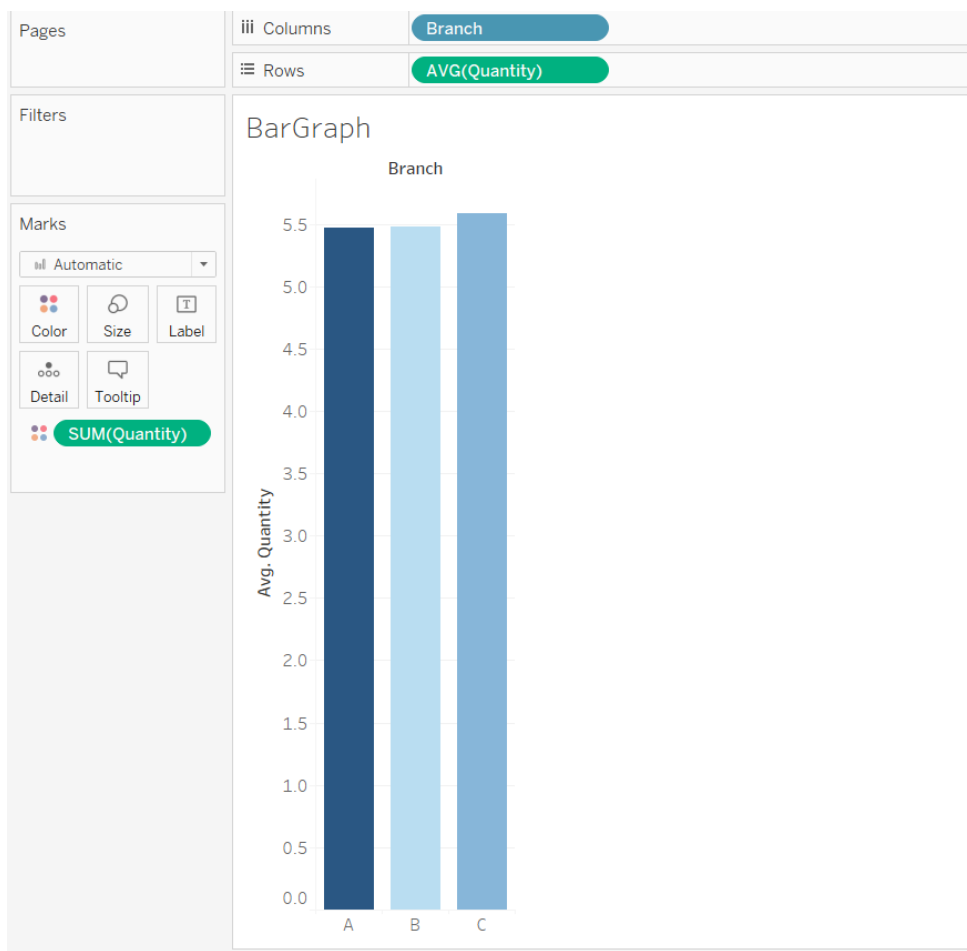 Pages
Columns
Branch
Rows
AVG(Quantity)
Filters
Marks
Automatic
Color
Size
T
Label
Detail
Tooltip
SUM(Quantity)
BarGraph
Branch
Avg. Quantity
5.5
5.0
4.5
4.0
3.5
3.0
2.5
2.0
1.5
1.0
0.5
0.0
A B C